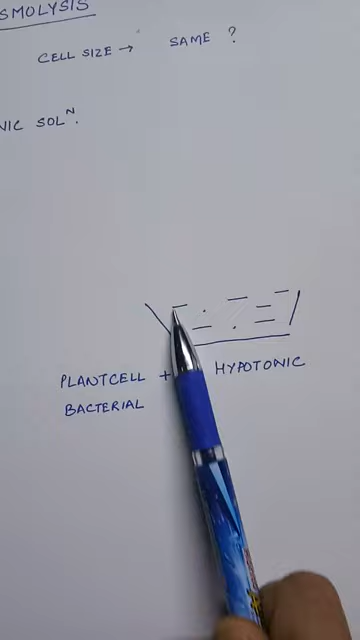 SMOLYSIS
CELL SIZE → SAME ?
NIC SOLN.
PLANTCELL + HYPOTONIC
BACTERIAL